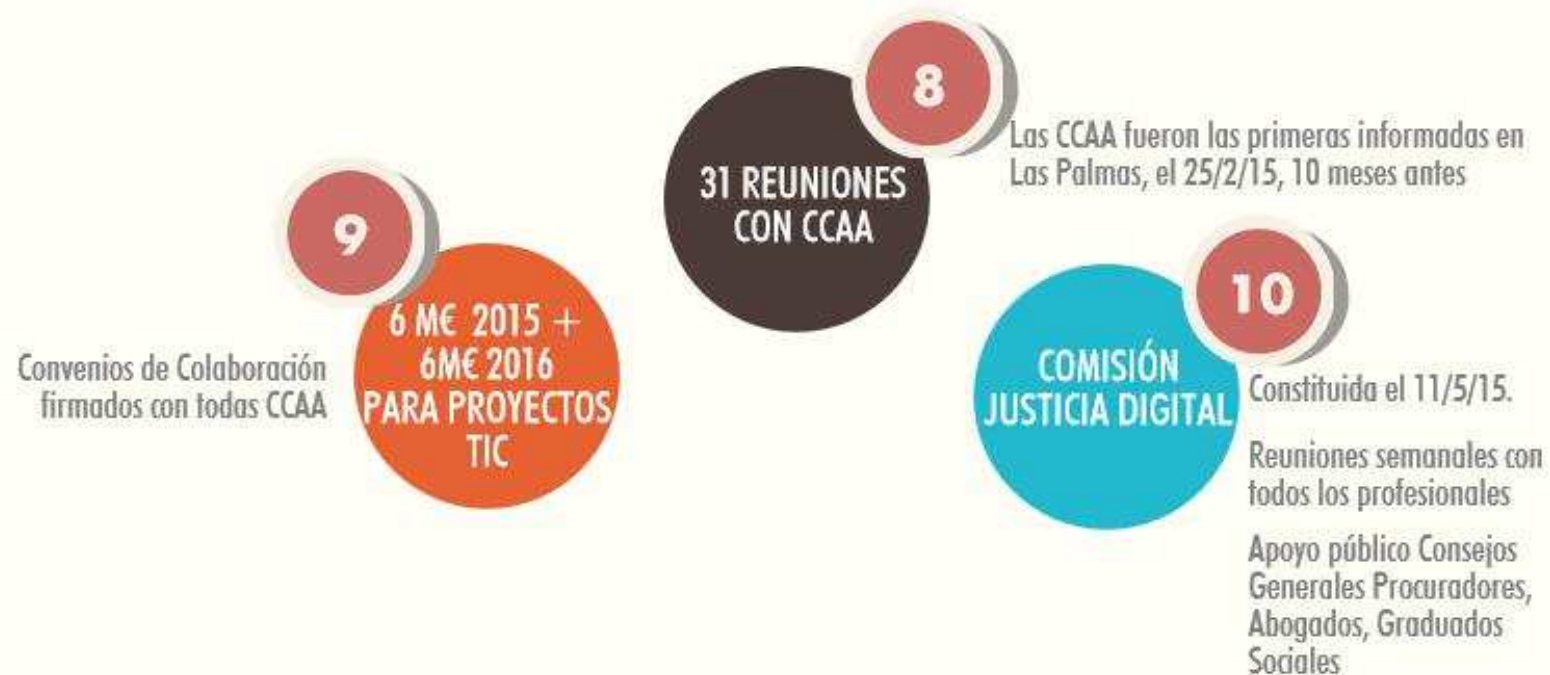 8
31 REUNIONES
CON CCAA
Las CCAA fueron las primeras informadas en
Las Palmas, el 25/2/15, 10 meses antes
9
6 M€ 2015 +
6M€ 2016
PARA PROYECTOS
TIC
Convenios de Colaboración
firmados con todas CCAA
10
COMISIÓN
JUSTICIA DIGITAL
Constituida el 11/5/15.
Reuniones semanales con
todos los profesionales
Apoyo público Consejos
Generales Procuradores,
Abogados, Graduados
Sociales